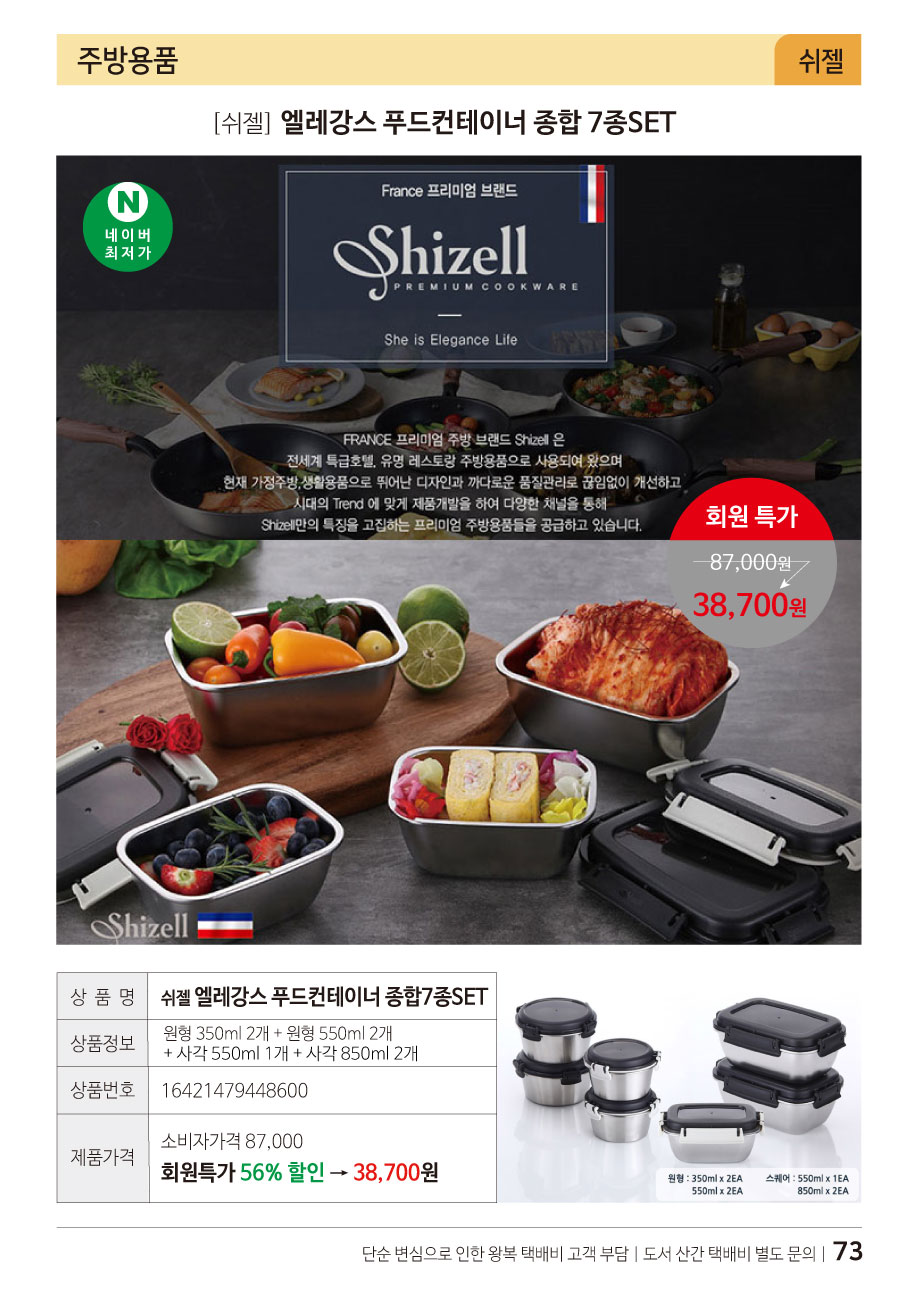 주방용품
쉬젤
[쉬젤] 엘레강스 푸드컨테이너 종합 7종SET
N
네이버
최저가
France 프리미엄 브랜드
Shizell
PREMIUM COOKWARE
She is Elegance Life
FRANCE 프리미엄 주방 브랜드 Shizell 은
전세계 특급호텔, 유명 레스토랑 주방용품으로 사용되여 왔으며
현재 가정주방,생활용품으로 뛰어난 디자인과 까다로운 품질관리로 끊임없이 개선하고
시대의 Trend 에 맞게 제품개발을 하여 다양한 채널을 통해
Shizell만의 특징을 고집하는 프리미엄 주방용품들을 공급하고 있습니다.
회원 특가
87,000원
38,700원
Shizell
상 품 명
쉬젤 엘레강스 푸드컨테이너 종합7종SET
상품정보
원형 350ml 2개 + 원형 550ml 2개
+ 사각 550ml 1개 + 사각 850ml 2개
상품번호
16421479448600
제품가격
소비자가격 87,000
회원특가 56% 할인 → 38,700원
원형 : 350ml x 2EA
550ml x 2EA
스퀘어 : 550ml x 1EA
850ml x 2EA
단순 변심으로 인한 왕복 택배비 고객 부담 | 도서 산간 택배비 별도 문의 | 73